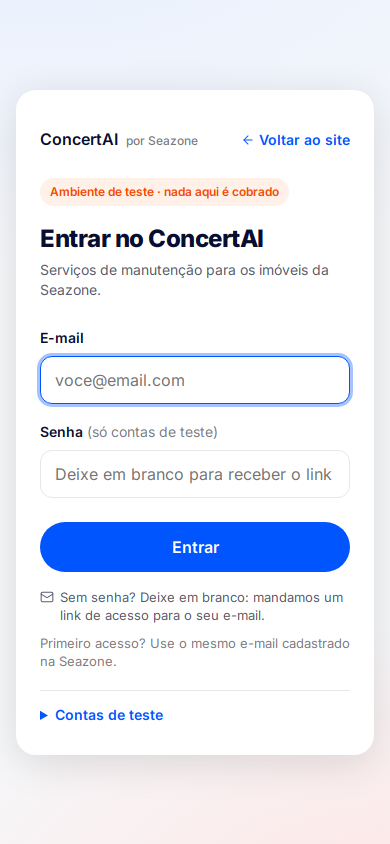 ConcertAI por Seazone
← Voltar ao site
Ambiente de teste · nada aqui é cobrado
Entrar no ConcertAI
Serviços de manutenção para os imóveis da
Seazone.
E-mail
voce@email.com
Senha (só contas de teste)
Deixe em branco para receber o link
Entrar
Sem senha? Deixe em branco: mandamos um
link de acesso para o seu e-mail.
Primeiro acesso? Use o mesmo e-mail cadastrado
na Seazone.
Contas de teste